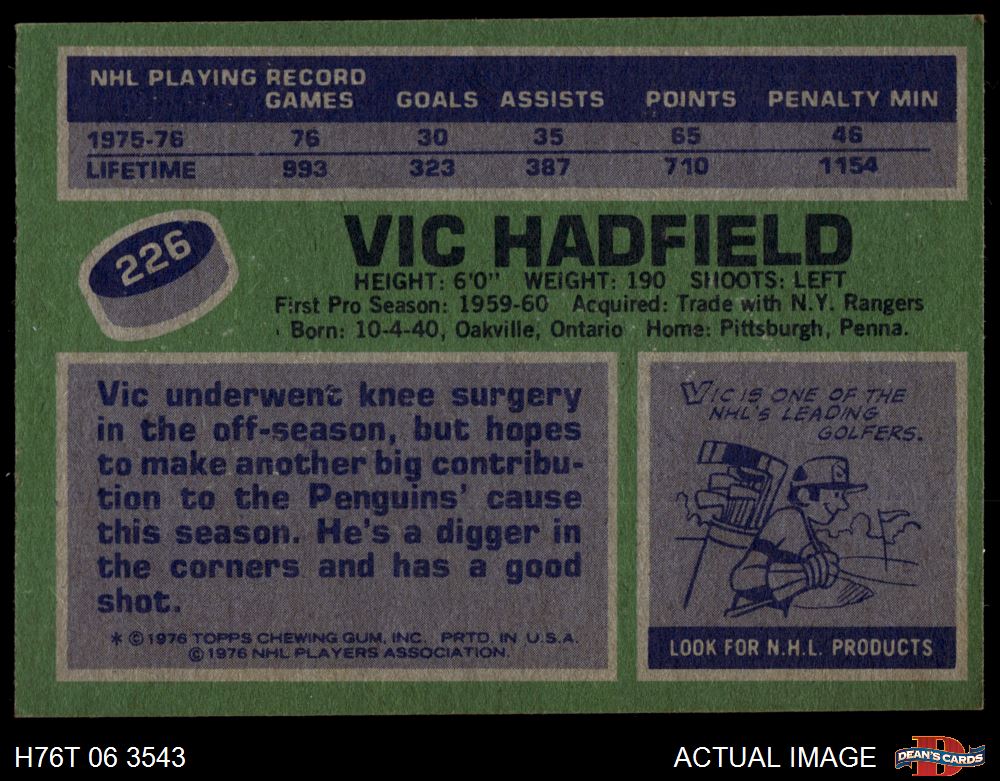 NHL PLAYING RECORD
GAMES GOALS ASSISTS POINTS PENALTY MIN
1975-76 76 30 35 65 46
LIFETIME 993 323 387 710 1154
226
VIC HADFIELD
HEIGHT: 6'0" WEIGHT: 190 SHOOTS: LEFT
First Pro Season: 1959-60 Acquired: Trade with N.Y. Rangers
Born: 10-4-40, Oakville, Ontario Home: Pittsburgh, Penna.
Vic underwent knee surgery
in the off-season, but hopes
to make another big contribu-
tion to the Penguins' cause
this season. He's a digger in
the corners and has a good
shot.
* © 1976 TOPPS CHEWING GUM, INC. PRTD. IN U.S.A.
© 1976 NHL PLAYERS ASSOCIATION.
VIC IS ONE OF THE
NHL'S LEADING
GOLFERS.
LOOK FOR N.H.L. PRODUCTS
H76T 06 3543
ACTUAL IMAGE
D
DEAN'S CARDS